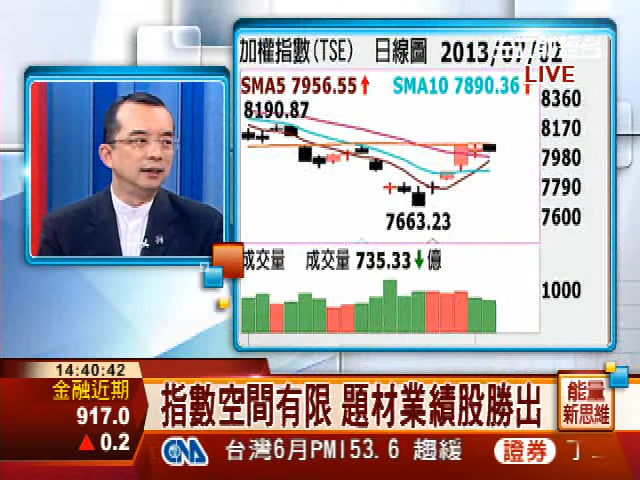 加權指數(TSE) 日線圖 2013/07/02
LIVE
SMA5 7956.55 SMA10 7890.36
8190.87
8360
8170
7980
7790
7600
7663.23
成交量 成交量 735.33 億
1000
14:40:42
金融近期
917.0
▲0.2
指數空間有限 題材業績股勝出
能量
新思維
CNA 台灣6月PMI53.6 趨緩 證券